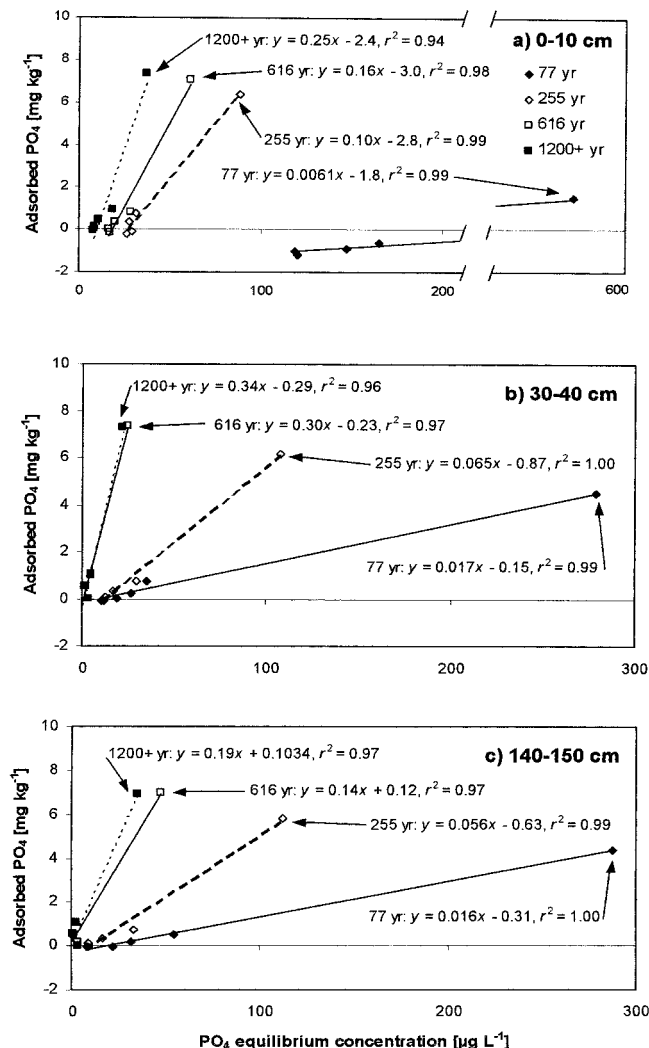 10
8
6
4
2
0
-2
Adsorbed PO4 [mg kg-1]
1200+ yr: y = 0.25x - 2.4, r2 = 0.94
616 yr: y = 0.16x - 3.0, r2 = 0.98
255 yr: y = 0.10x - 2.8, r2 = 0.99
77 yr: y = 0.0061x - 1.8, r2 = 0.99
a) 0-10 cm
77 yr
255 yr
616 yr
1200+ yr
0 100 200 600
10
8
6
4
2
0
-2
Adsorbed PO4 [mg kg-1]
b) 30-40 cm
1200+ yr: y = 0.34x - 0.29, r2 = 0.96
616 yr: y = 0.30x - 0.23, r2 = 0.97
255 yr: y = 0.065x - 0.87, r2 = 1.00
77 yr: y = 0.017x - 0.15, r2 = 0.99
0 100 200 300
10
8
6
4
2
0
-2
Adsorbed PO4 [mg kg-1]
c) 140-150 cm
1200+ yr: y = 0.19x + 0.1034, r2 = 0.97
616 yr: y = 0.14x + 0.12, r2 = 0.97
255 yr: y = 0.056x - 0.63, r2 = 0.99
77 yr: y = 0.016x - 0.31, r2 = 1.00
0 100 200 300
PO4 equilibrium concentration [µg L-1]